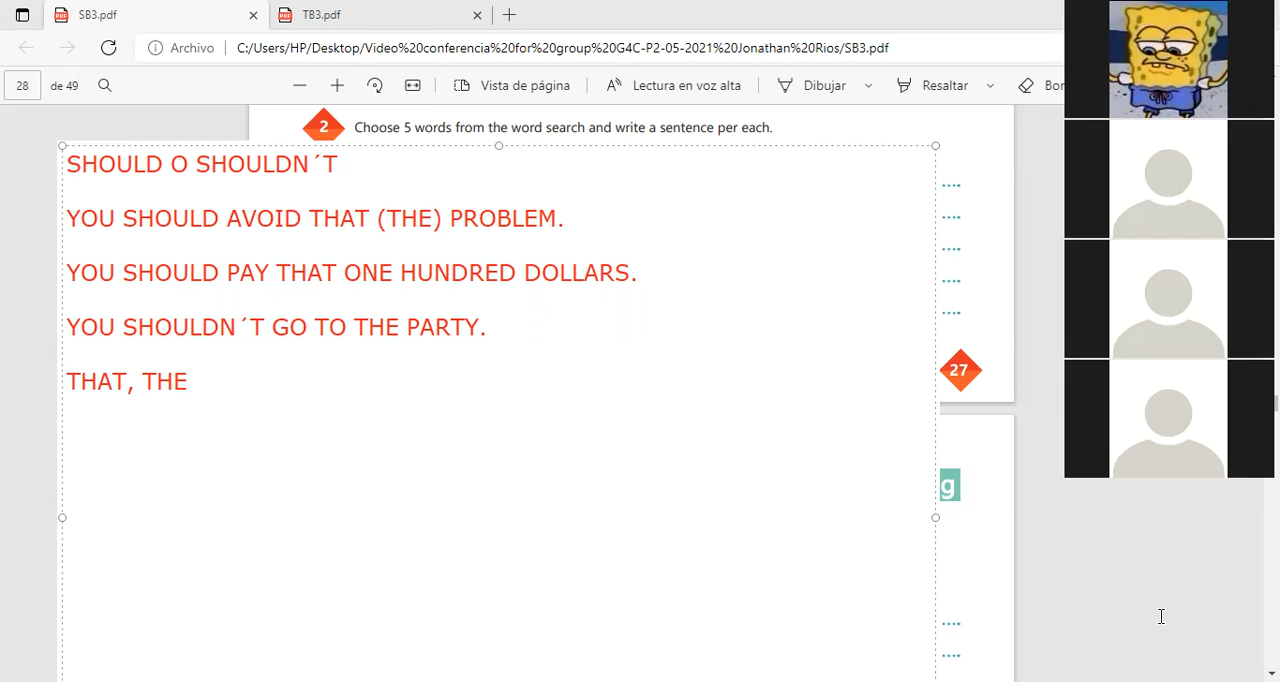 SB3.pdf
TB3.pdf
Archivo
C:/Users/HP/Desktop/Video%20conferencia%20for%20group%20G4C-P2-05-2021%20Jonathan%20Rios/SB3.pdf
28 de 49
Vista de página
Lectura en voz alta
Dibujar
Resaltar
Bor
2 Choose 5 words from the word search and write a sentence per each.
SHOULD O SHOULDN´T
YOU SHOULD AVOID THAT (THE) PROBLEM.
YOU SHOULD PAY THAT ONE HUNDRED DOLLARS.
YOU SHOULDN´T GO TO THE PARTY.
THAT, THE
27
g